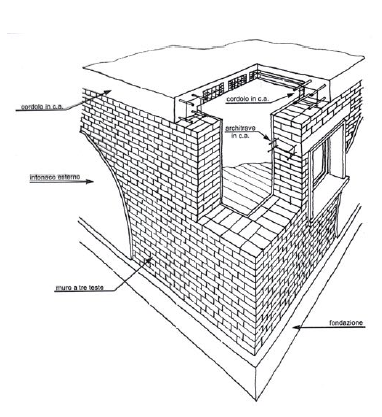 cordolo in c.a.
cordolo in c.a.
architrave
in c.a.
intonaco esterno
muro a tre teste
fondazione